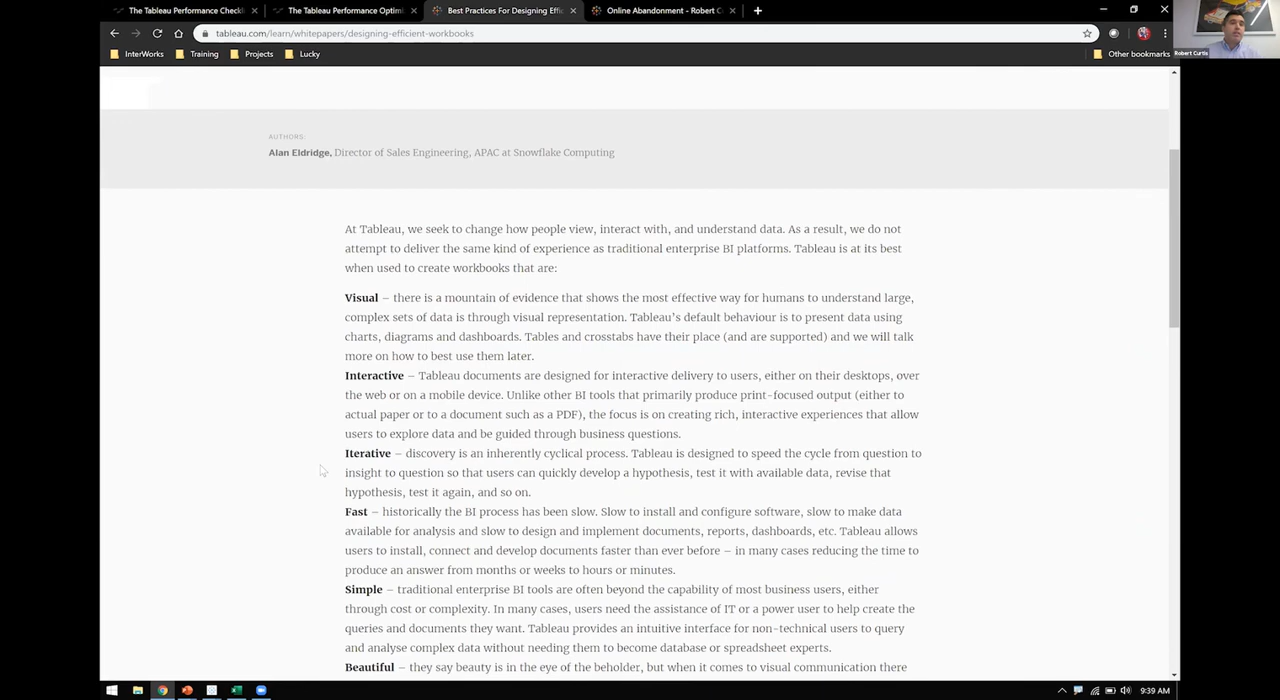 The Tableau Performance Checkl
The Tableau Performance Optimi
Best Practices For Designing Effic
Online Abandonment - Robert C
tableau.com/learn/whitepapers/designing-efficient-workbooks
InterWorks
Training
Projects
Lucky
Other bookmarks
Robert Curtis
AUTHORS:
Alan Eldridge, Director of Sales Engineering, APAC at Snowflake Computing
At Tableau, we seek to change how people view, interact with, and understand data. As a result, we do not
attempt to deliver the same kind of experience as traditional enterprise BI platforms. Tableau is at its best
when used to create workbooks that are:
Visual – there is a mountain of evidence that shows the most effective way for humans to understand large,
complex sets of data is through visual representation. Tableau's default behaviour is to present data using
charts, diagrams and dashboards. Tables and crosstabs have their place (and are supported) and we will talk
more on how to best use them later.
Interactive – Tableau documents are designed for interactive delivery to users, either on their desktops, over
the web or on a mobile device. Unlike other BI tools that primarily produce print-focused output (either to
actual paper or to a document such as a PDF), the focus is on creating rich, interactive experiences that allow
users to explore data and be guided through business questions.
Iterative – discovery is an inherently cyclical process. Tableau is designed to speed the cycle from question to
insight to question so that users can quickly develop a hypothesis, test it with available data, revise that
hypothesis, test it again, and so on.
Fast – historically the BI process has been slow. Slow to install and configure software, slow to make data
available for analysis and slow to design and implement documents, reports, dashboards, etc. Tableau allows
users to install, connect and develop documents faster than ever before – in many cases reducing the time to
produce an answer from months or weeks to hours or minutes.
Simple – traditional enterprise BI tools are often beyond the capability of most business users, either
through cost or complexity. In many cases, users need the assistance of IT or a power user to help create the
queries and documents they want. Tableau provides an intuitive interface for non-technical users to query
and analyse complex data without needing them to become database or spreadsheet experts.
Beautiful – they say beauty is in the eye of the beholder, but when it comes to visual communication there
9:39 AM